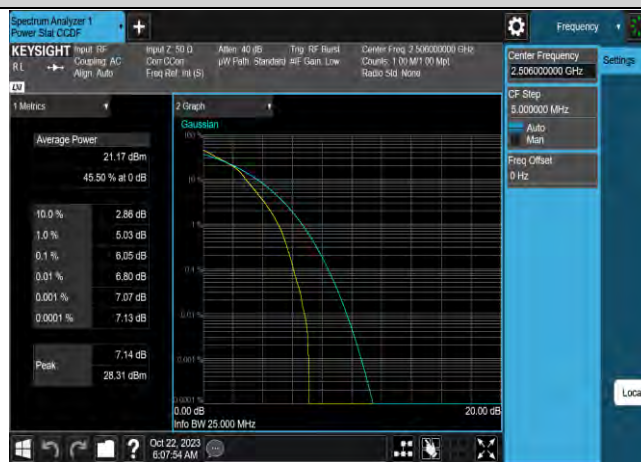 Spectrum Analyzer 1
Power Stat CCDF
+
Frequency
KEYSIGHT
RL
Input: RF
Coupling: AC
Align: Auto
Input Z: 50 Ω
Corr CCorr
Freq Ref: Int (S)
Atten: 40 dB
µW Path: Standard
Trig: RF Burst
#IF Gain: Low
Center Freq: 2.506000000 GHz
Counts: 1.00 M/1.00 Mpt
Radio Std: None
LXI
Center Frequency
2.506000000 GHz
Settings
CF Step
5.000000 MHz
Auto
Man
Freq Offset
0 Hz
1 Metrics
Average Power
21.17 dBm
45.50 % at 0 dB
10.0 % 2.86 dB
1.0 % 5.03 dB
0.1 % 6.05 dB
0.01 % 6.80 dB
0.001 % 7.07 dB
0.0001 % 7.13 dB
Peak
7.14 dB
28.31 dBm
2 Graph
Gaussian
100 %
10 %
1 %
0.1 %
0.01 %
0.001 %
0.0001 %
0.00 dB 20.00 dB
Info BW 25.000 MHz
Loca
?
Oct 22, 2023
6:07:54 AM